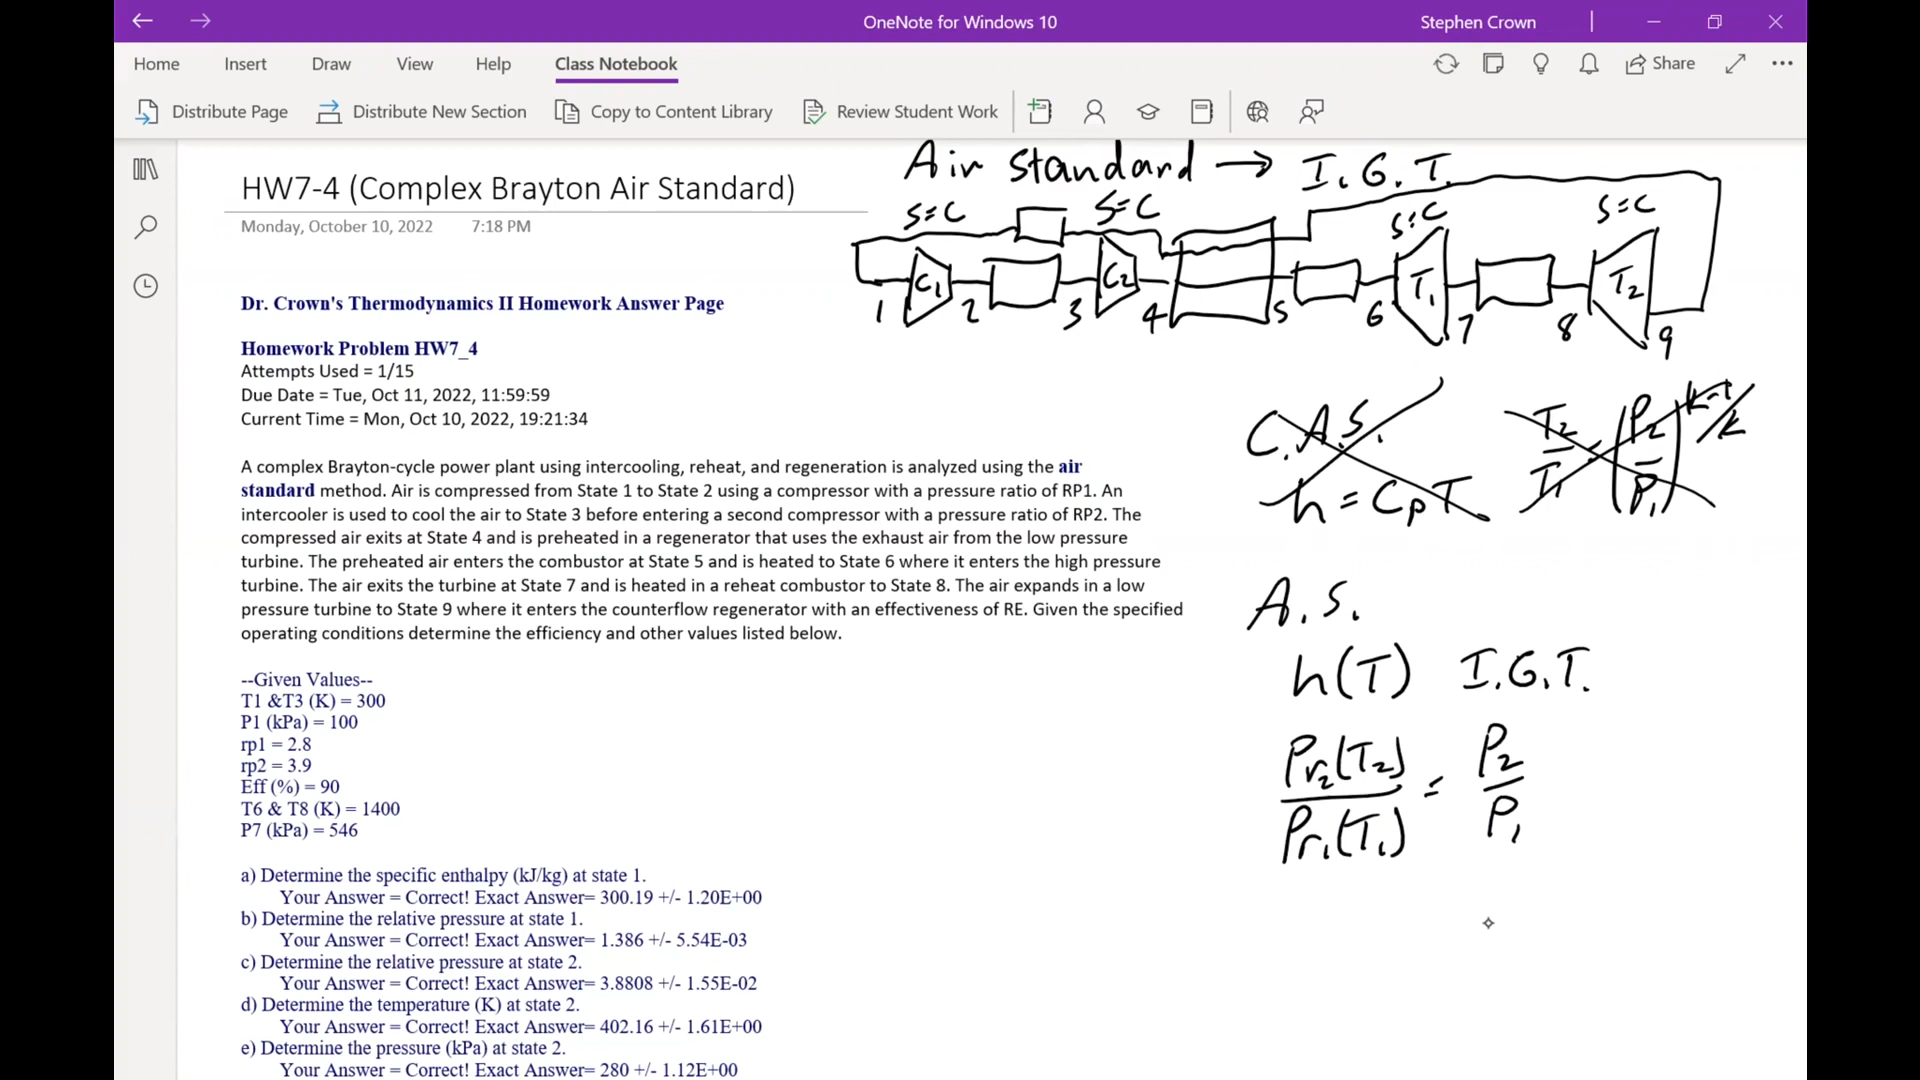 OneNote for Windows 10
Stephen Crown
Home Insert Draw View Help Class Notebook
Share
Distribute Page Distribute New Section Copy to Content Library Review Student Work
HW7-4 (Complex Brayton Air Standard)
Monday, October 10, 2022 7:18 PM
Dr. Crown's Thermodynamics II Homework Answer Page
Homework Problem HW7_4
Attempts Used = 1/15
Due Date = Tue, Oct 11, 2022, 11:59:59
Current Time = Mon, Oct 10, 2022, 19:21:34
A complex Brayton-cycle power plant using intercooling, reheat, and regeneration is analyzed using the air
standard method. Air is compressed from State 1 to State 2 using a compressor with a pressure ratio of RP1. An
intercooler is used to cool the air to State 3 before entering a second compressor with a pressure ratio of RP2. The
compressed air exits at State 4 and is preheated in a regenerator that uses the exhaust air from the low pressure
turbine. The preheated air enters the combustor at State 5 and is heated to State 6 where it enters the high pressure
turbine. The air exits the turbine at State 7 and is heated in a reheat combustor to State 8. The air expands in a low
pressure turbine to State 9 where it enters the counterflow regenerator with an effectiveness of RE. Given the specified
operating conditions determine the efficiency and other values listed below.
--Given Values--
T1 &T3 (K) = 300
P1 (kPa) = 100
rp1 = 2.8
rp2 = 3.9
Eff (%) = 90
T6 & T8 (K) = 1400
P7 (kPa) = 546
a) Determine the specific enthalpy (kJ/kg) at state 1.
Your Answer = Correct! Exact Answer= 300.19 +/- 1.20E+00
b) Determine the relative pressure at state 1.
Your Answer = Correct! Exact Answer= 1.386 +/- 5.54E-03
c) Determine the relative pressure at state 2.
Your Answer = Correct! Exact Answer= 3.8808 +/- 1.55E-02
d) Determine the temperature (K) at state 2.
Your Answer = Correct! Exact Answer= 402.16 +/- 1.61E+00
e) Determine the pressure (kPa) at state 2.
Your Answer = Correct! Exact Answer= 280 +/- 1.12E+00
Air standard → I.G.T.
S=C S=C S=C S=C
C1 C2 T1 T2
1 2 3 4 5 6 7 8 9
C.A.S.
h = CpT
T2/T1 = (P2/P1)^k-1/k
A.S.
h(T) I.G.T.
Pr2(T2)/Pr1(T1) = P2/P1